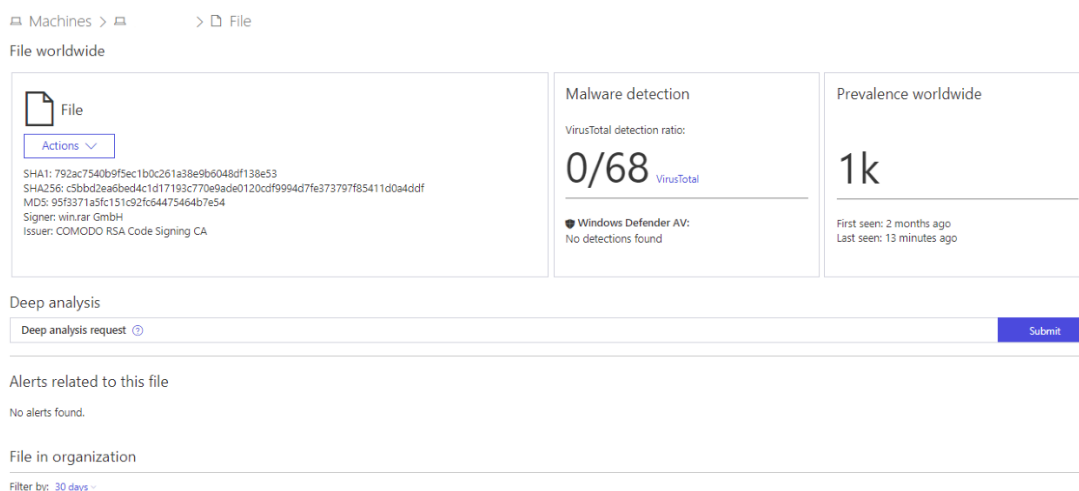 Machines > > File
File worldwide
File
Actions
SHA1: 792ac7540b9f5ec1b0c261a38e9b6048df138e53
SHA256: c5bbd2ea6bed4c1d17193c770e9ade0120cdf9994d7fe373797f85411d0a4ddf
MD5: 95f3371a5fc151c92fc64475464b7e54
Signer: win.rar GmbH
Issuer: COMODO RSA Code Signing CA
Malware detection
VirusTotal detection ratio:
0/68 VirusTotal
Windows Defender AV:
No detections found
Prevalence worldwide
1k
First seen: 2 months ago
Last seen: 13 minutes ago
Deep analysis
Deep analysis request ?
Submit
Alerts related to this file
No alerts found.
File in organization
Filter by: 30 days